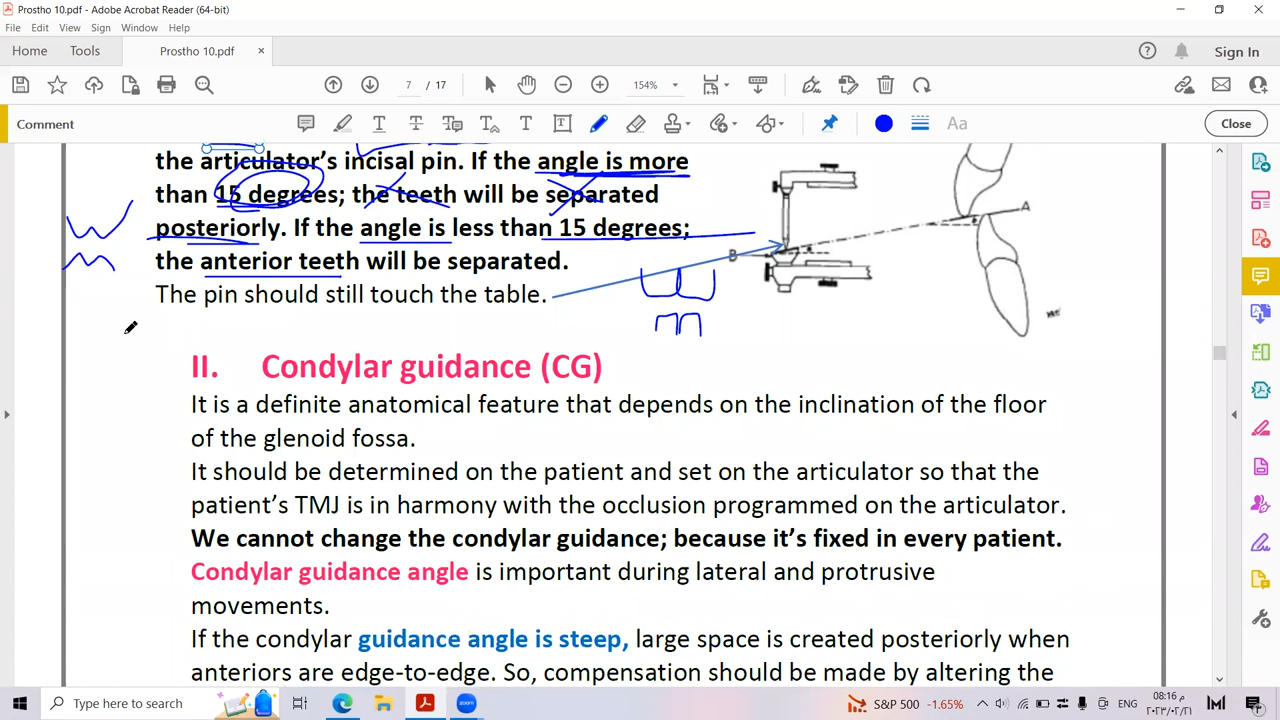 Prostho 10.pdf - Adobe Acrobat Reader (64-bit)
File Edit View Sign Window Help
Home Tools Prostho 10.pdf × Sign In
7 / 17 154%
Comment Aa Close
the articulator's incisal pin. If the angle is more
than 15 degrees; the teeth will be separated
posteriorly. If the angle is less than 15 degrees;
the anterior teeth will be separated.
The pin should still touch the table.
A
B
II. Condylar guidance (CG)
It is a definite anatomical feature that depends on the inclination of the floor
of the glenoid fossa.
It should be determined on the patient and set on the articulator so that the
patient's TMJ is in harmony with the occlusion programmed on the articulator.
We cannot change the condylar guidance; because it's fixed in every patient.
Condylar guidance angle is important during lateral and protrusive
movements.
If the condylar guidance angle is steep, large space is created posteriorly when
anteriors are edge-to-edge. So, compensation should be made by altering the
Type here to search
S&P 500 -1.65%
ENG
م 08:16
٢٠٢٣/٠٢/٢١